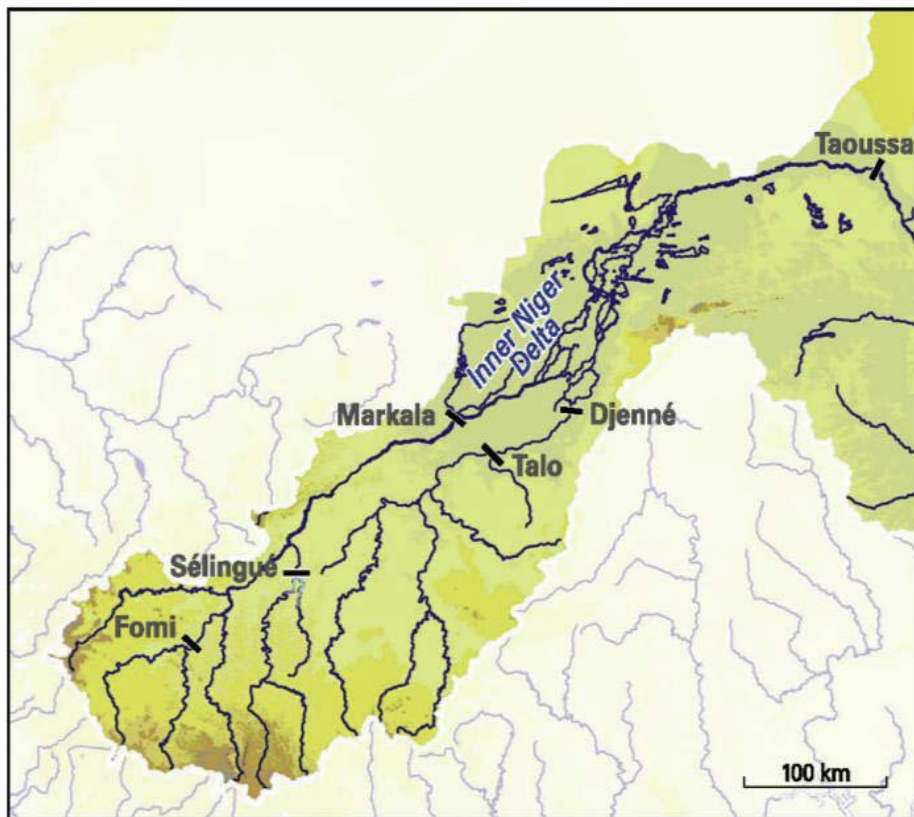 Taoussa
Inner Niger
Delta
Markala
Djenné
Talo
Sélingué
Fomi
100 km